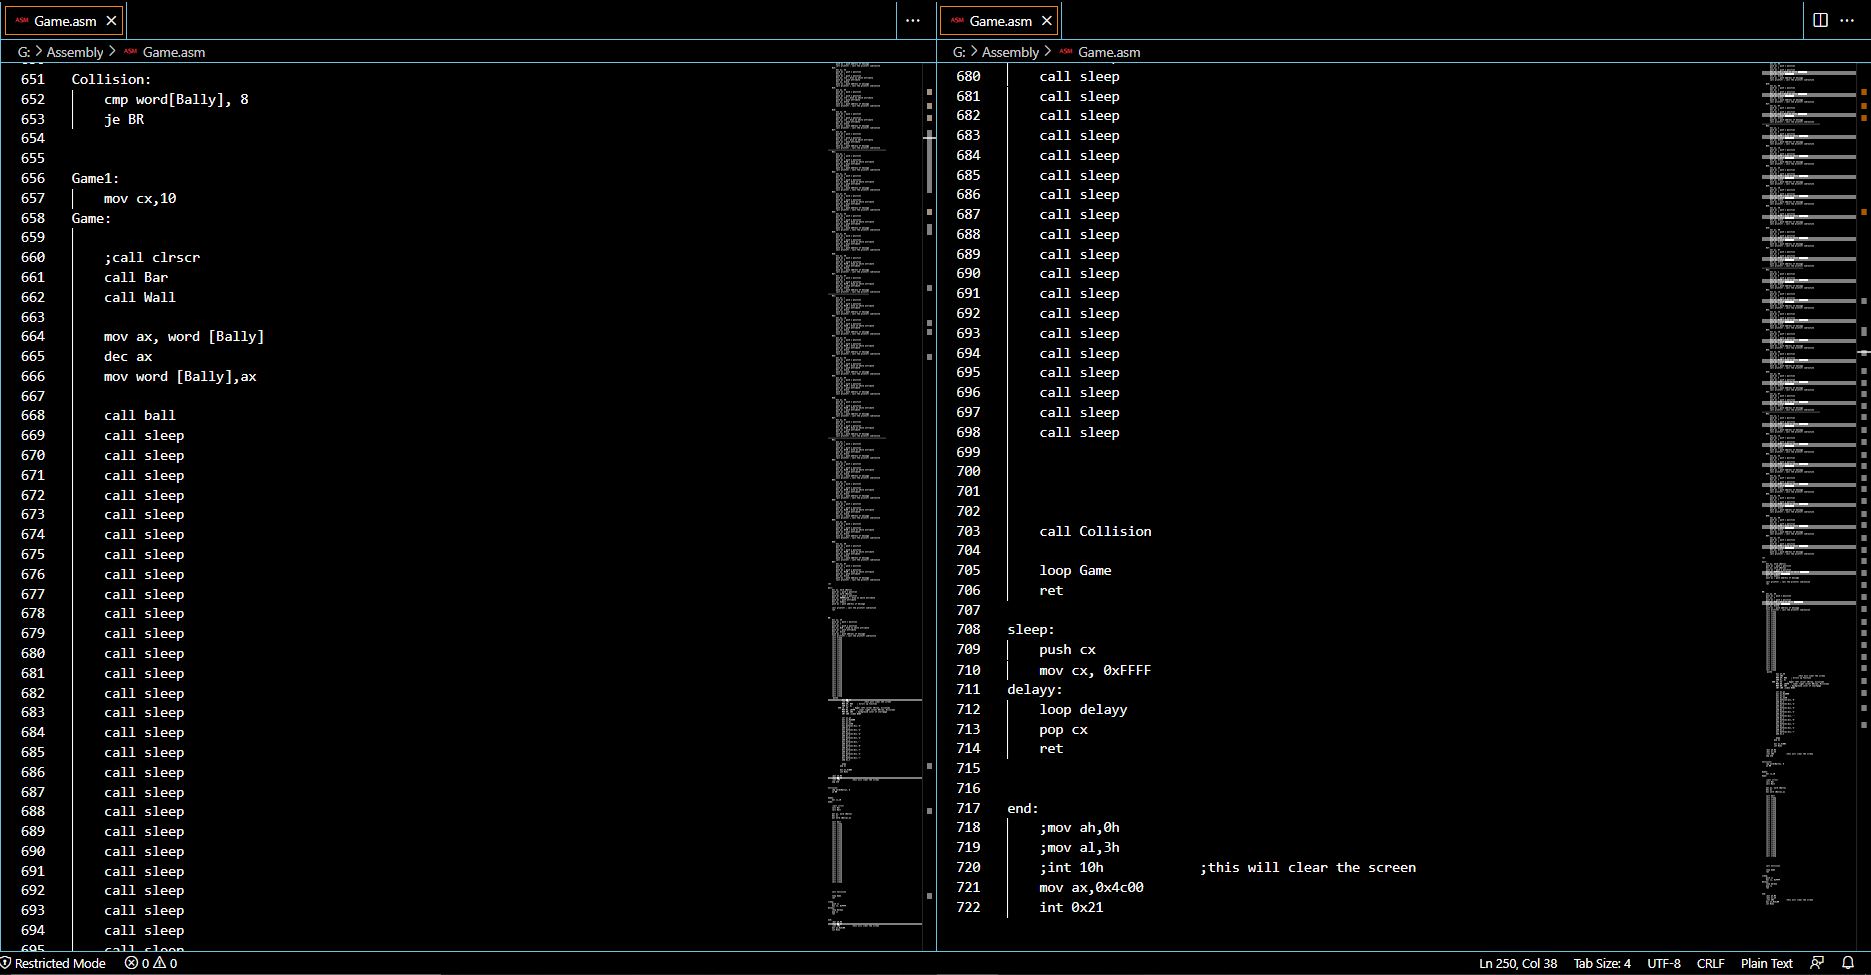 ASM Game.asm ✕ ···
G: > Assembly > ASM Game.asm
651 Collision:
652 cmp word[Bally], 8
653 je BR
654
655
656 Game1:
657 mov cx,10
658 Game:
659
660 ;call clrscr
661 call Bar
662 call Wall
663
664 mov ax, word [Bally]
665 dec ax
666 mov word [Bally],ax
667
668 call ball
669 call sleep
670 call sleep
671 call sleep
672 call sleep
673 call sleep
674 call sleep
675 call sleep
676 call sleep
677 call sleep
678 call sleep
679 call sleep
680 call sleep
681 call sleep
682 call sleep
683 call sleep
684 call sleep
685 call sleep
686 call sleep
687 call sleep
688 call sleep
689 call sleep
690 call sleep
691 call sleep
692 call sleep
693 call sleep
694 call sleep
695 call sleep
ASM Game.asm ✕ ···
G: > Assembly > ASM Game.asm
680 call sleep
681 call sleep
682 call sleep
683 call sleep
684 call sleep
685 call sleep
686 call sleep
687 call sleep
688 call sleep
689 call sleep
690 call sleep
691 call sleep
692 call sleep
693 call sleep
694 call sleep
695 call sleep
696 call sleep
697 call sleep
698 call sleep
699
700
701
702
703 call Collision
704
705 loop Game
706 ret
707
708 sleep:
709 push cx
710 mov cx, 0xFFFF
711 delayy:
712 loop delayy
713 pop cx
714 ret
715
716
717 end:
718 ;mov ah,0h
719 ;mov al,3h
720 ;int 10h ;this will clear the screen
721 mov ax,0x4c00
722 int 0x21
Restricted Mode 0 0 Ln 250, Col 38 Tab Size: 4 UTF-8 CRLF Plain Text